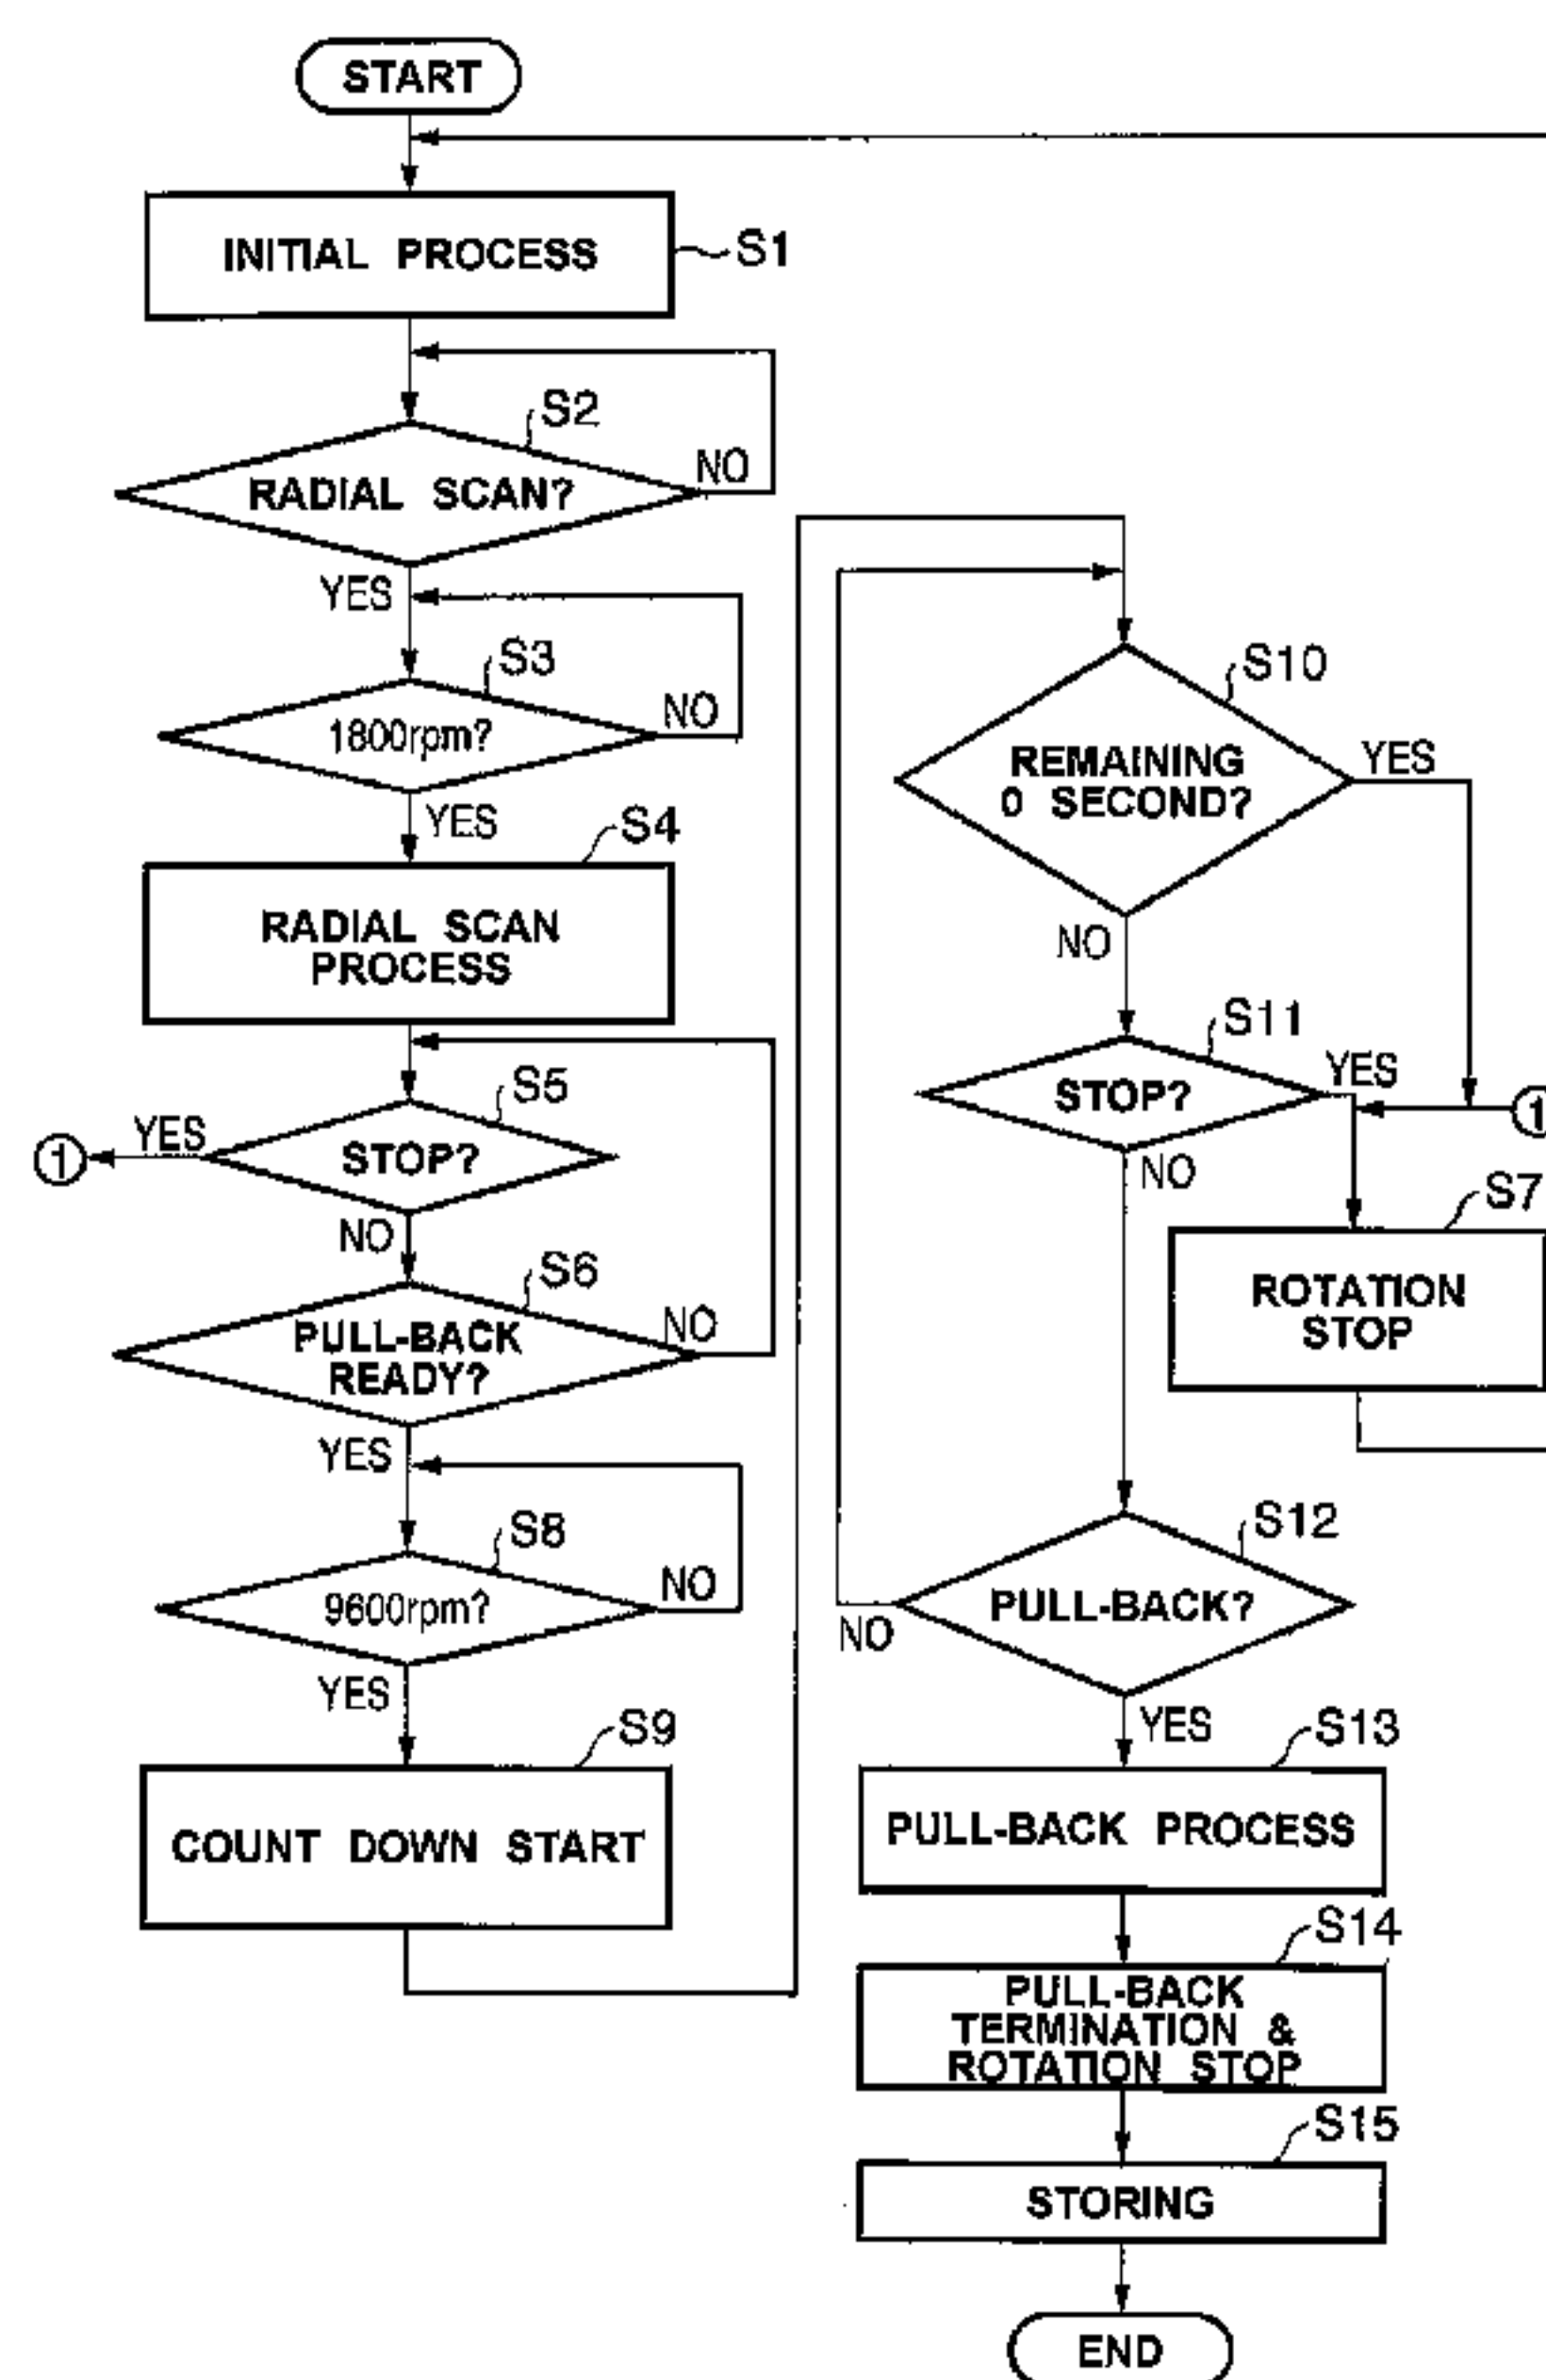 START
INITIAL PROCESS
S1
S2
RADIAL SCAN?
NO
YES
S3
1800rpm?
NO
YES
S4
RADIAL SCAN
PROCESS
S5
STOP?
YES
1
NO
S6
PULL-BACK
READY?
NO
YES
S8
9600rpm?
NO
YES
S9
COUNT DOWN START
S10
REMAINING
0 SECOND?
YES
NO
S11
STOP?
YES
1
NO
S7
ROTATION
STOP
S12
PULL-BACK?
NO
YES
S13
PULL-BACK PROCESS
S14
PULL-BACK
TERMINATION &
ROTATION STOP
S15
STORING
END